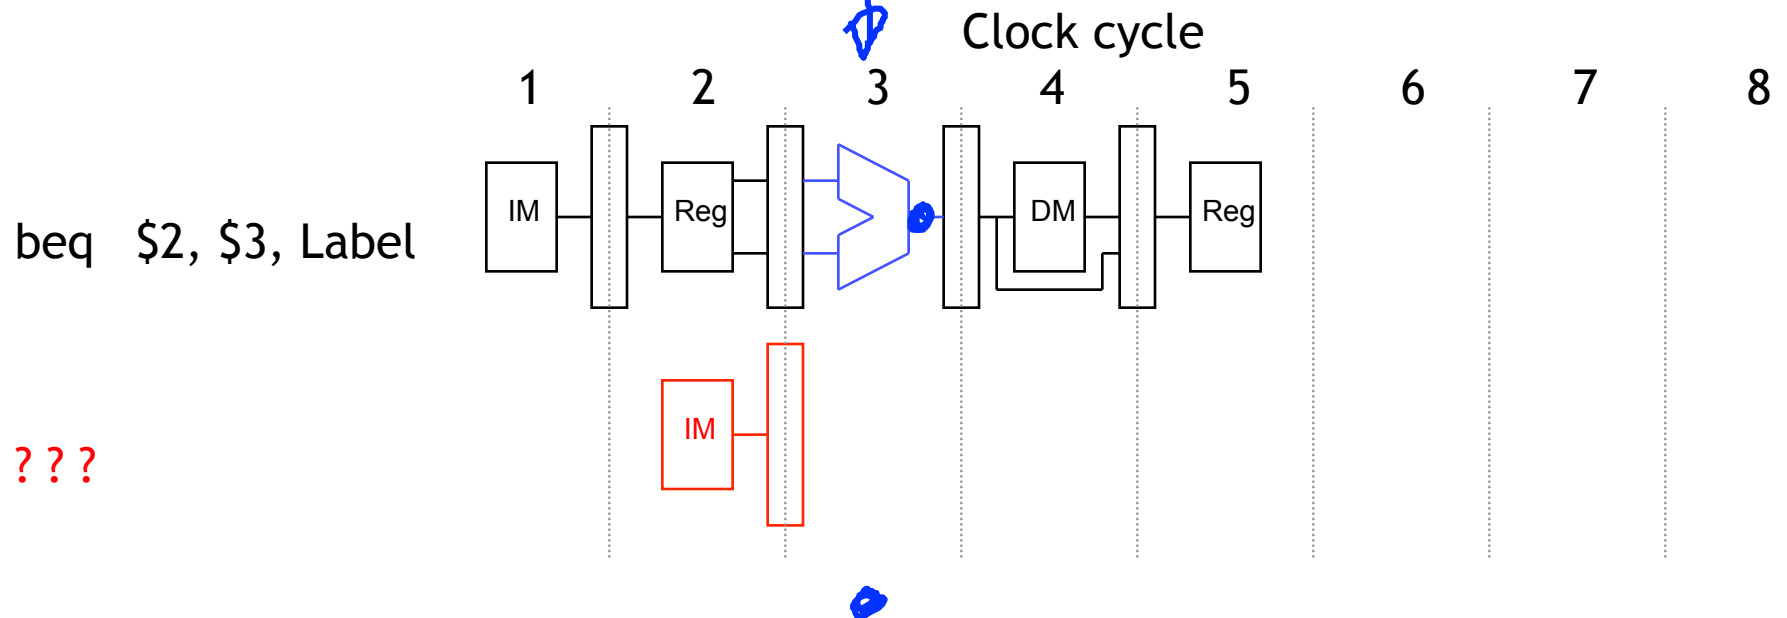 Clock cycle
1 2 3 4 5 6 7 8
beq $2, $3, Label IM Reg DM Reg
IM
? ? ?